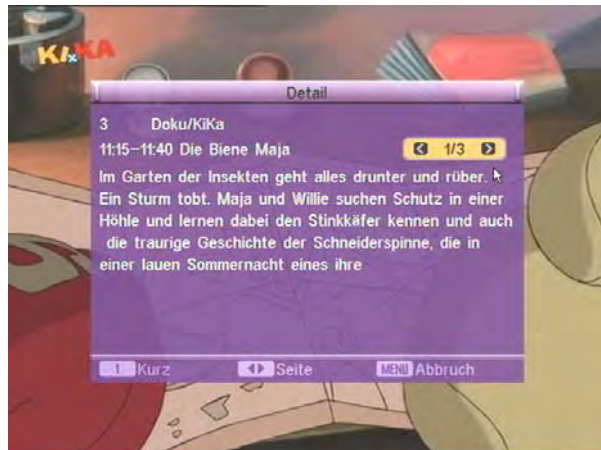 KI.KA
Detail
3 Doku/KiKa
11:15–11:40 Die Biene Maja
1/3
Im Garten der Insekten geht alles drunter und rüber.
Ein Sturm tobt. Maja und Willie suchen Schutz in einer
Höhle und lernen dabei den Stinkkäfer kennen und auch
die traurige Geschichte der Schneiderspinne, die in
einer lauen Sommernacht eines ihre
1 Kurz Seite MENU Abbruch